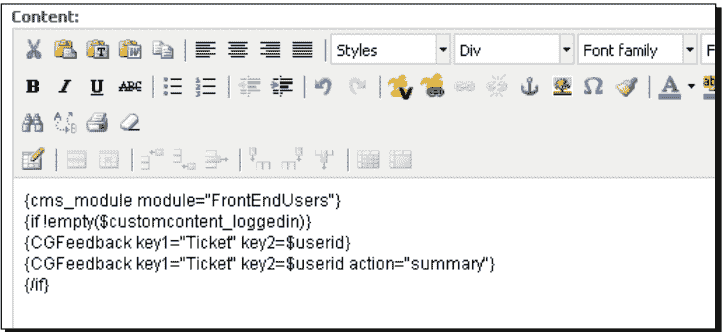 Content:
Styles Div Font family F
B I U ABC
{cms_module module="FrontEndUsers"}
{if !empty($customcontent_loggedin)}
{CGFeedback key1="Ticket" key2=$userid}
{CGFeedback key1="Ticket" key2=$userid action="summary"}
{/if}